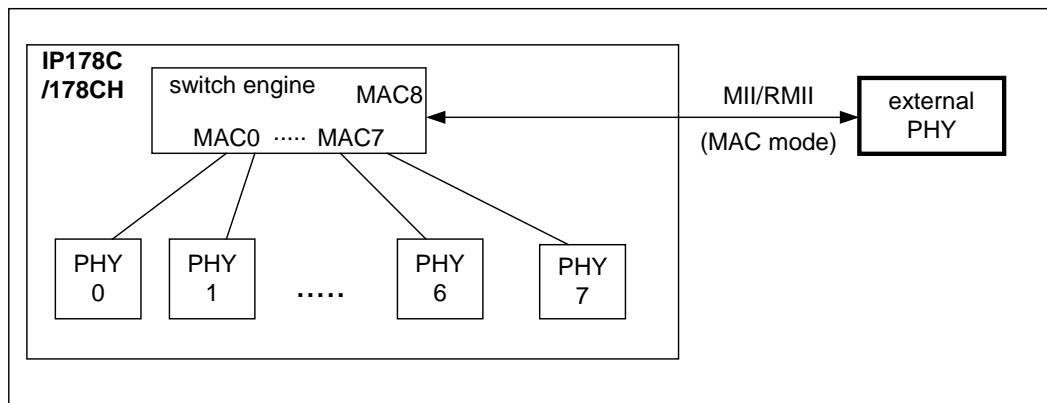 IP178C
/178CH
switch engine
MAC8
MAC0 ..... MAC7
MII/RMII
(MAC mode)
external
PHY
PHY
0
PHY
1
.....
PHY
6
PHY
7